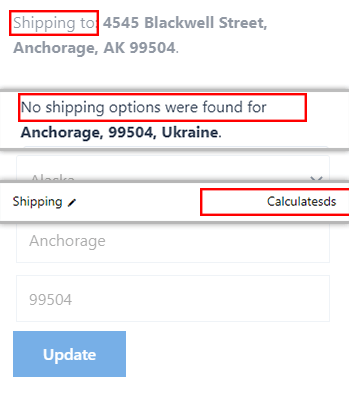 Shipping to: 4545 Blackwell Street,
Anchorage, AK 99504.
No shipping options were found for
Anchorage, 99504, Ukraine.
Alaska
Shipping Calculatesds
Anchorage
99504
Update